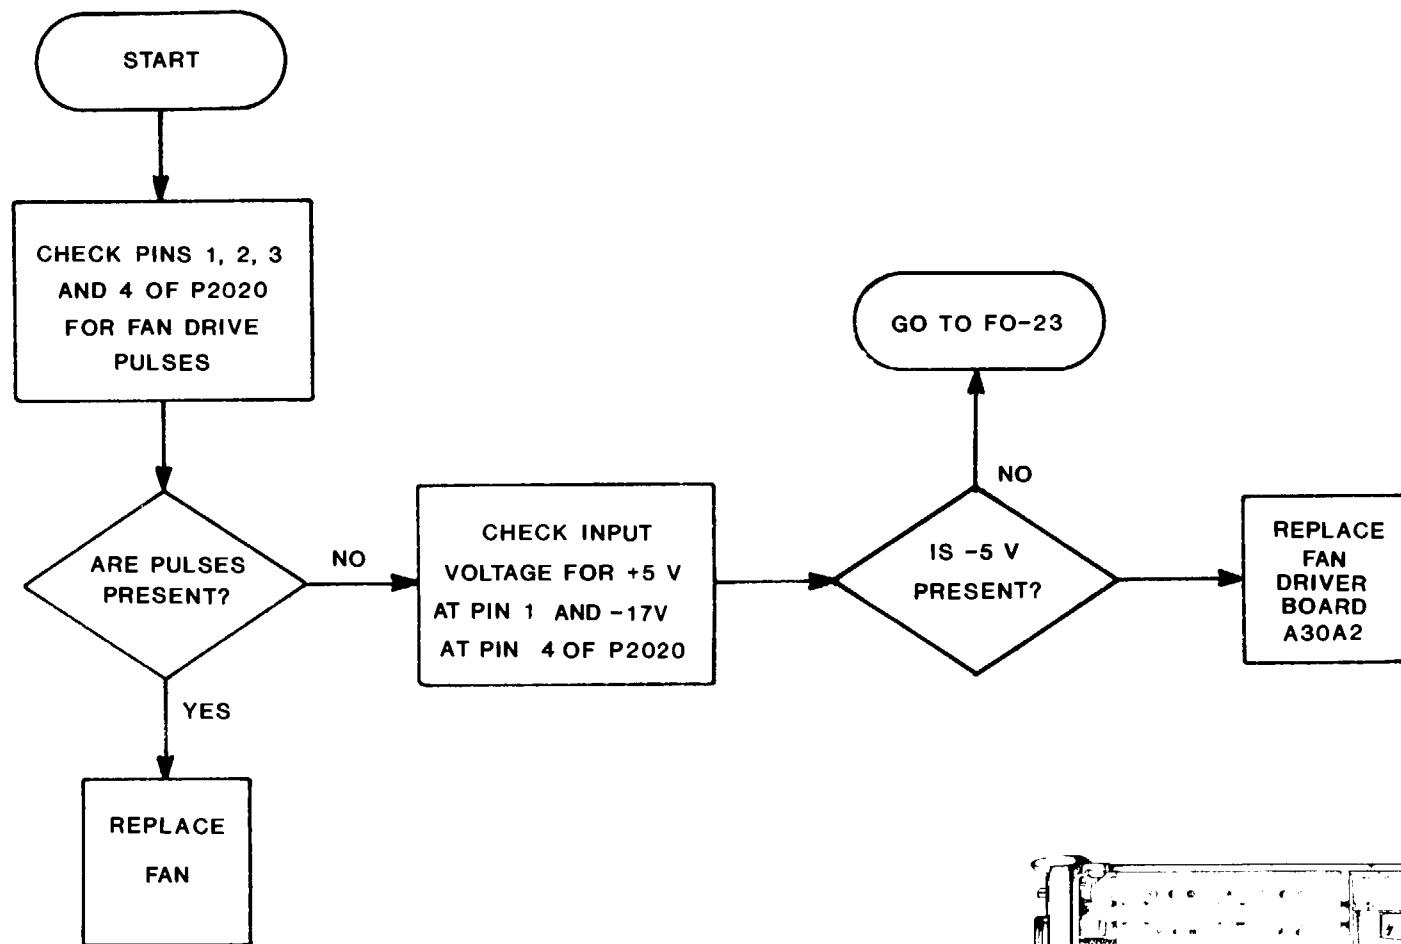 START
CHECK PINS 1, 2, 3
AND 4 OF P2020
FOR FAN DRIVE
PULSES
ARE PULSES
PRESENT?
NO
YES
REPLACE
FAN
CHECK INPUT
VOLTAGE FOR +5 V
AT PIN 1 AND -17V
AT PIN 4 OF P2020
IS -5 V
PRESENT?
NO
GO TO FO-23
REPLACE
FAN
DRIVER
BOARD
A30A2